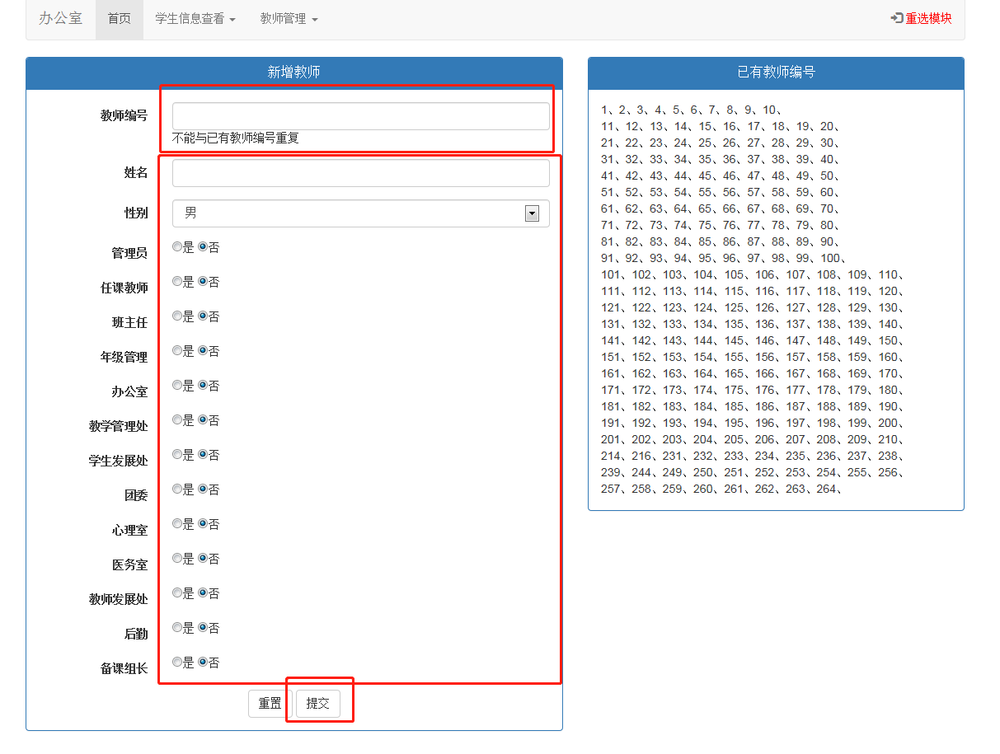 办公室 首页 学生信息查看 教师管理 重选模块
新增教师
教师编号
不能与已有教师编号重复
姓名
性别 男
管理员 是 否
任课教师 是 否
班主任 是 否
年级管理 是 否
办公室 是 否
教学管理处 是 否
学生发展处 是 否
团委 是 否
心理室 是 否
医务室 是 否
教师发展处 是 否
后勤 是 否
备课组长 是 否
重置 提交
已有教师编号
1、2、3、4、5、6、7、8、9、10、
11、12、13、14、15、16、17、18、19、20、
21、22、23、24、25、26、27、28、29、30、
31、32、33、34、35、36、37、38、39、40、
41、42、43、44、45、46、47、48、49、50、
51、52、53、54、55、56、57、58、59、60、
61、62、63、64、65、66、67、68、69、70、
71、72、73、74、75、76、77、78、79、80、
81、82、83、84、85、86、87、88、89、90、
91、92、93、94、95、96、97、98、99、100、
101、102、103、104、105、106、107、108、109、110、
111、112、113、114、115、116、117、118、119、120、
121、122、123、124、125、126、127、128、129、130、
131、132、133、134、135、136、137、138、139、140、
141、142、143、144、145、146、147、148、149、150、
151、152、153、154、155、156、157、158、159、160、
161、162、163、164、165、166、167、168、169、170、
171、172、173、174、175、176、177、178、179、180、
181、182、183、184、185、186、187、188、189、190、
191、192、193、194、195、196、197、198、199、200、
201、202、203、204、205、206、207、208、209、210、
214、216、231、232、233、234、235、236、237、238、
239、244、249、250、251、252、253、254、255、256、
257、258、259、260、261、262、263、264、